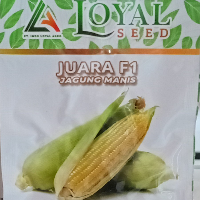 LOYAL
SEED
JUARA F1
JAGUNG MANIS